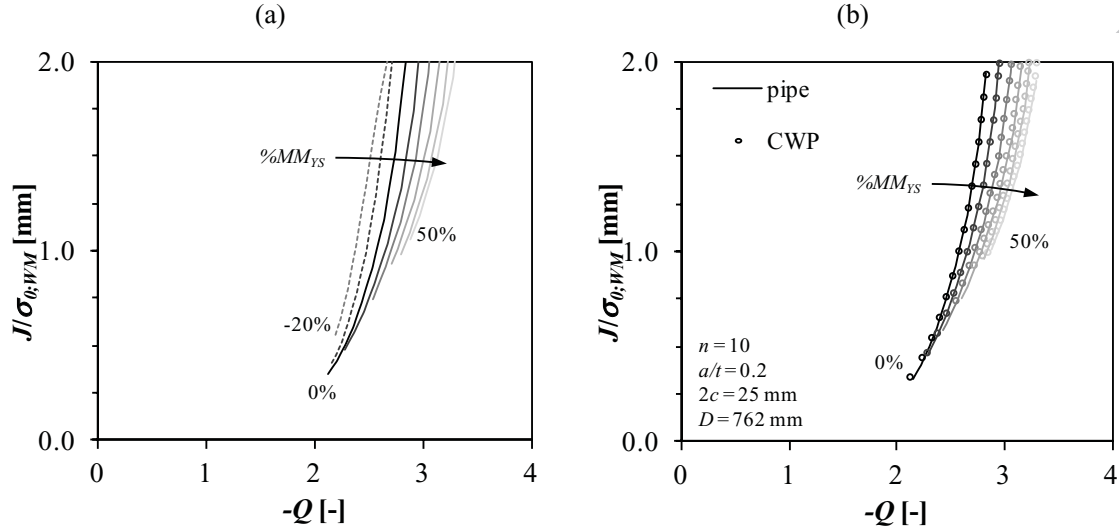 (a)
2.0
1.0
0.0
J/σ0;WM [mm]
%MMYS
50%
-20%
0%
0 1 2 3 4
-Q [-]
(b)
2.0
1.0
0.0
J/σ0;WM [mm]
pipe
CWP
%MMYS
50%
0%
n = 10
a/t = 0.2
2c = 25 mm
D = 762 mm
0 1 2 3 4
-Q [-]